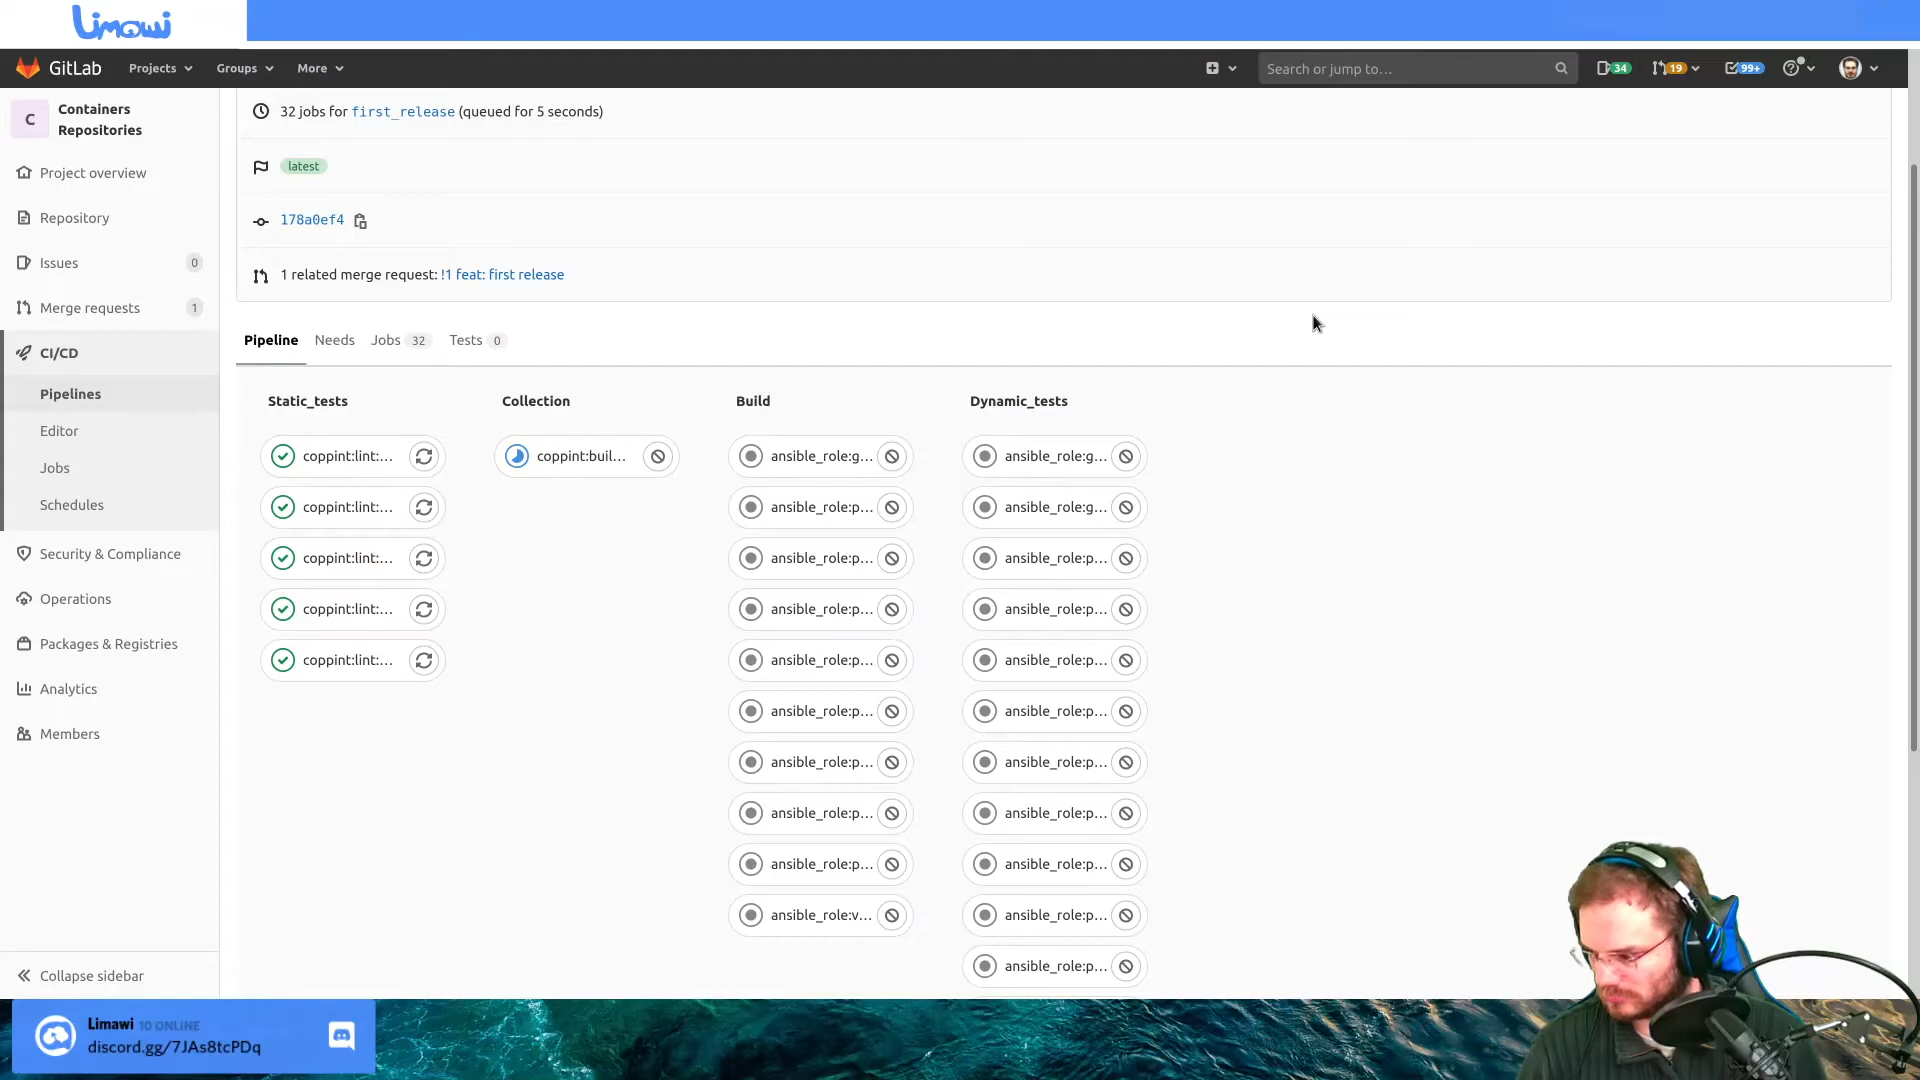 Limawi
GitLab
Projects
Groups
More
Search or jump to...
34
19
99+
C
Containers
Repositories
Project overview
Repository
Issues
0
Merge requests
1
CI/CD
Pipelines
Editor
Jobs
Schedules
Security & Compliance
Operations
Packages & Registries
Analytics
Members
Collapse sidebar
32 jobs for first_release (queued for 5 seconds)
latest
178a0ef4
1 related merge request: !1 feat: first release
Pipeline
Needs
Jobs 32
Tests 0
Static_tests
coppint:lint:...
coppint:lint:...
coppint:lint:...
coppint:lint:...
coppint:lint:...
Collection
coppint:buil...
Build
ansible_role:g...
ansible_role:p...
ansible_role:p...
ansible_role:p...
ansible_role:p...
ansible_role:p...
ansible_role:p...
ansible_role:p...
ansible_role:p...
ansible_role:v...
Dynamic_tests
ansible_role:g...
ansible_role:g...
ansible_role:p...
ansible_role:p...
ansible_role:p...
ansible_role:p...
ansible_role:p...
ansible_role:p...
ansible_role:p...
ansible_role:p...
ansible_role:p...
Limawi 10 ONLINE
discord.gg/7JAs8tcPDq